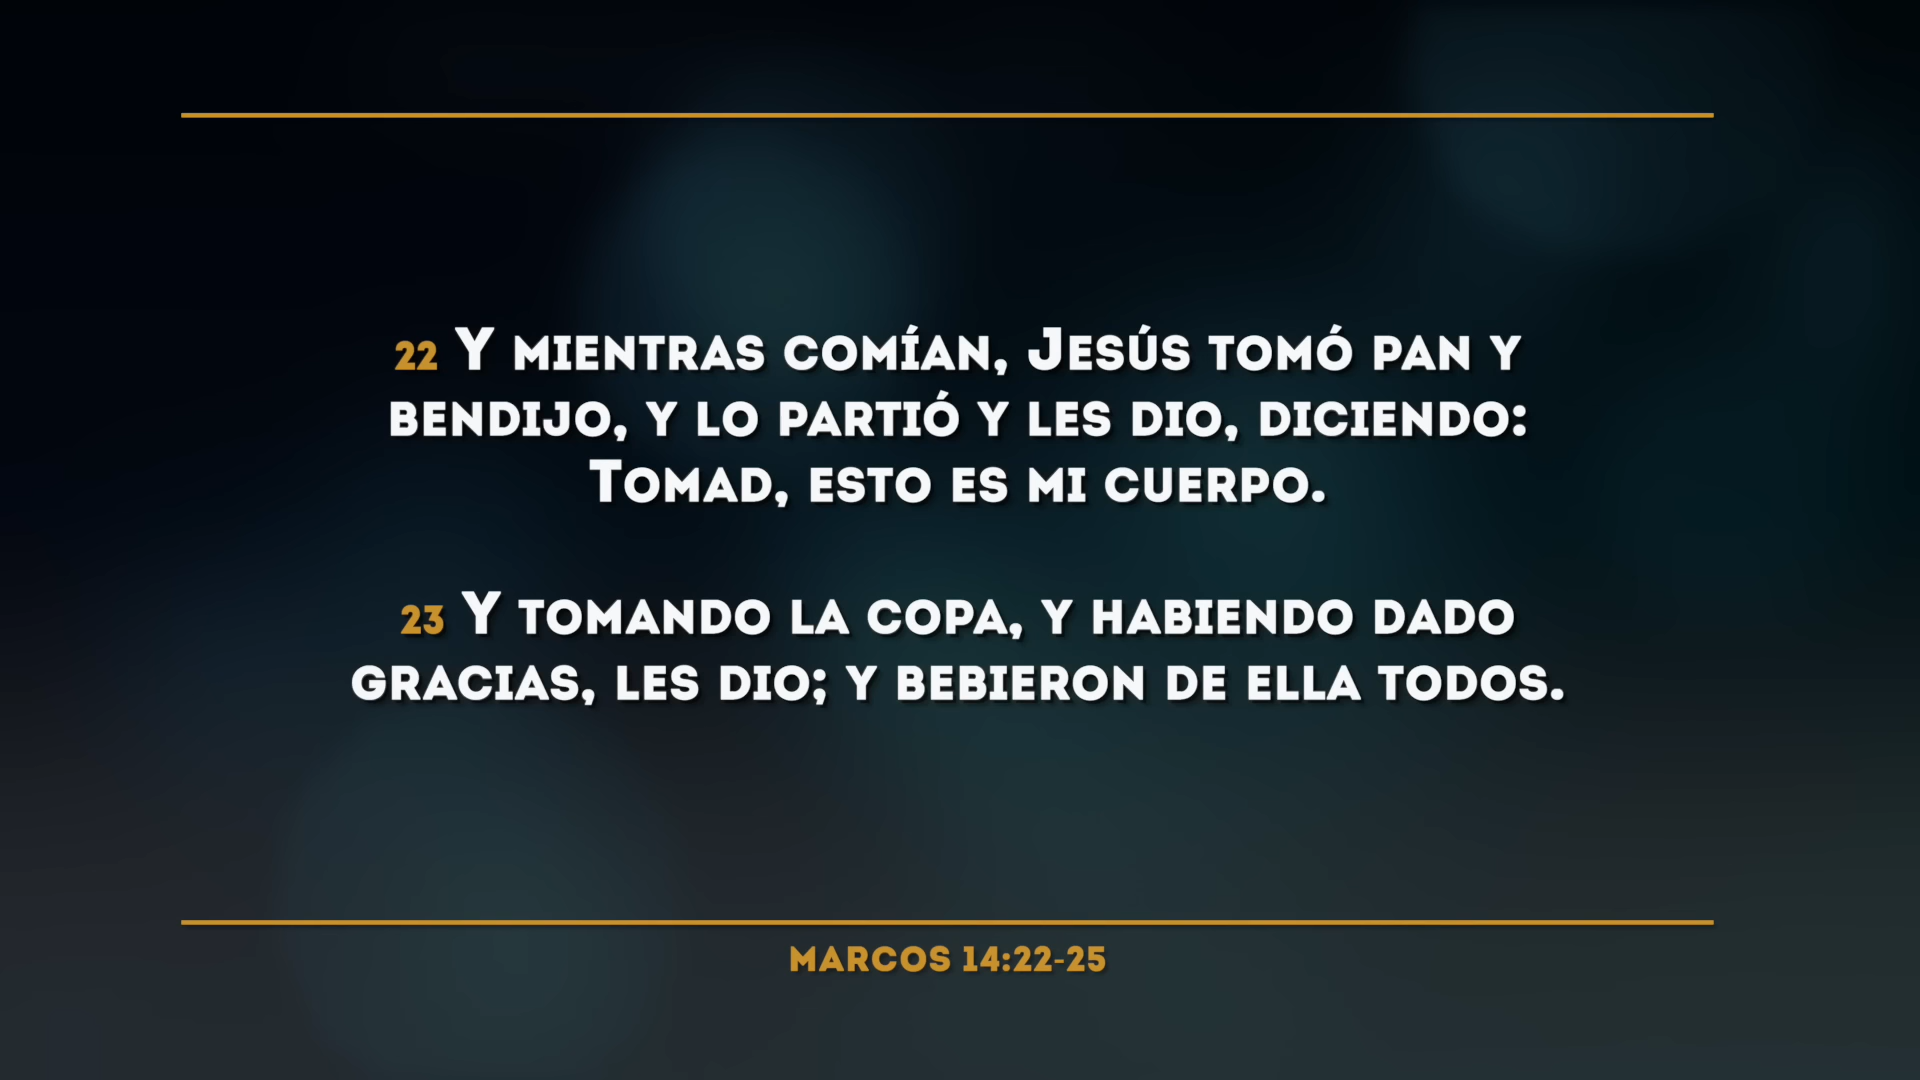 22 Y mientras comían, Jesús tomó pan y
bendijo, y lo partió y les dio, diciendo:
Tomad, esto es mi cuerpo.
23 Y tomando la copa, y habiendo dado
gracias, les dio; y bebieron de ella todos.
MARCOS 14:22-25